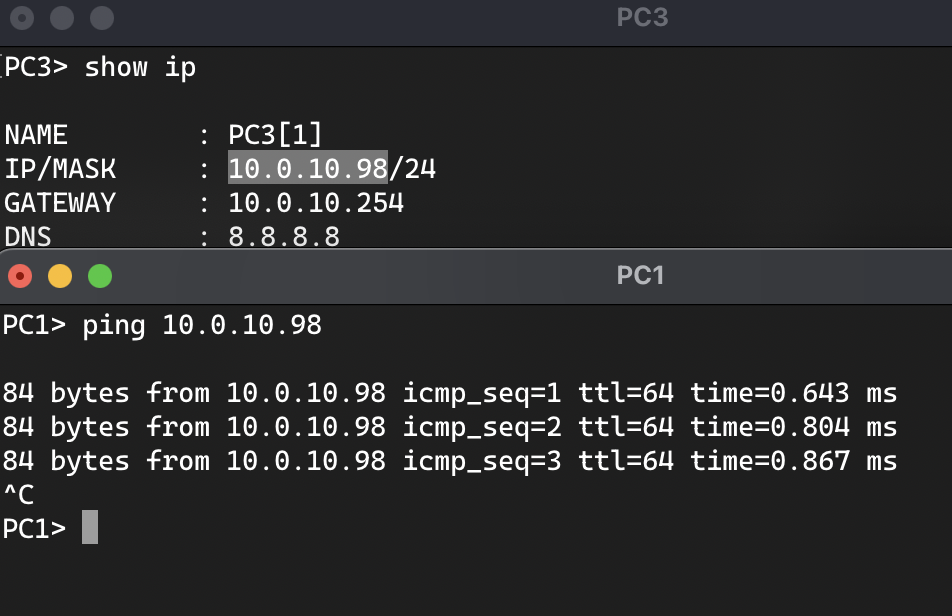 PC3
PC3> show ip
NAME        : PC3[1]
IP/MASK     : 10.0.10.98/24
GATEWAY     : 10.0.10.254
DNS         : 8.8.8.8
PC1
PC1> ping 10.0.10.98
84 bytes from 10.0.10.98 icmp_seq=1 ttl=64 time=0.643 ms
84 bytes from 10.0.10.98 icmp_seq=2 ttl=64 time=0.804 ms
84 bytes from 10.0.10.98 icmp_seq=3 ttl=64 time=0.867 ms
^C
PC1>